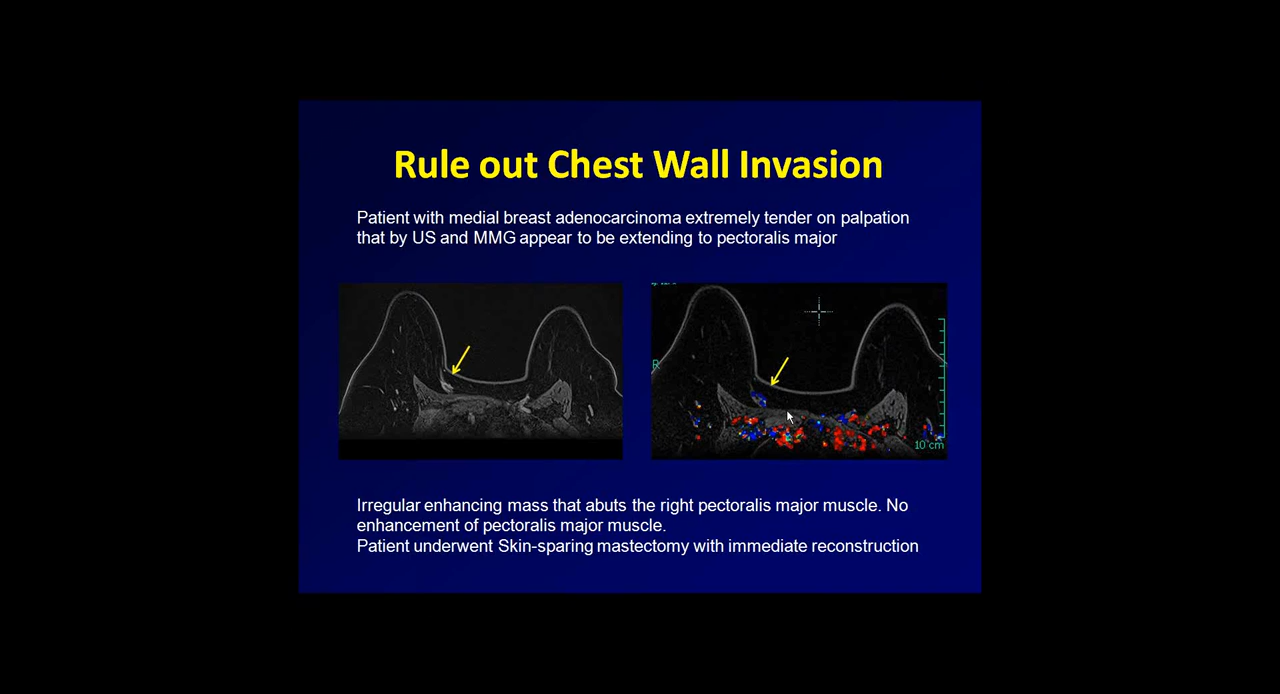 Rule out Chest Wall Invasion
Patient with medial breast adenocarcinoma extremely tender on palpation
that by US and MMG appear to be extending to pectoralis major
R
10 cm
Irregular enhancing mass that abuts the right pectoralis major muscle. No
enhancement of pectoralis major muscle.
Patient underwent Skin-sparing mastectomy with immediate reconstruction